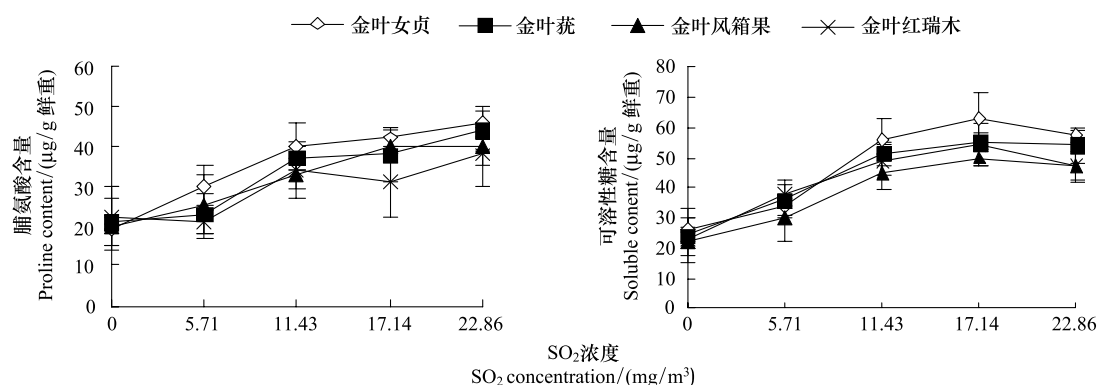 金叶女贞 金叶莸 金叶风箱果 金叶红瑞木
脯氨酸含量
Proline content/(μg/g 鲜重)
60
50
40
30
20
10
0
0 5.71 11.43 17.14 22.86
可溶性糖含量
Soluble conent/(μg/g 鲜重)
80
70
60
50
40
30
20
10
0
0 5.71 11.43 17.14 22.86
SO₂浓度
SO₂ concentration/(mg/m³)